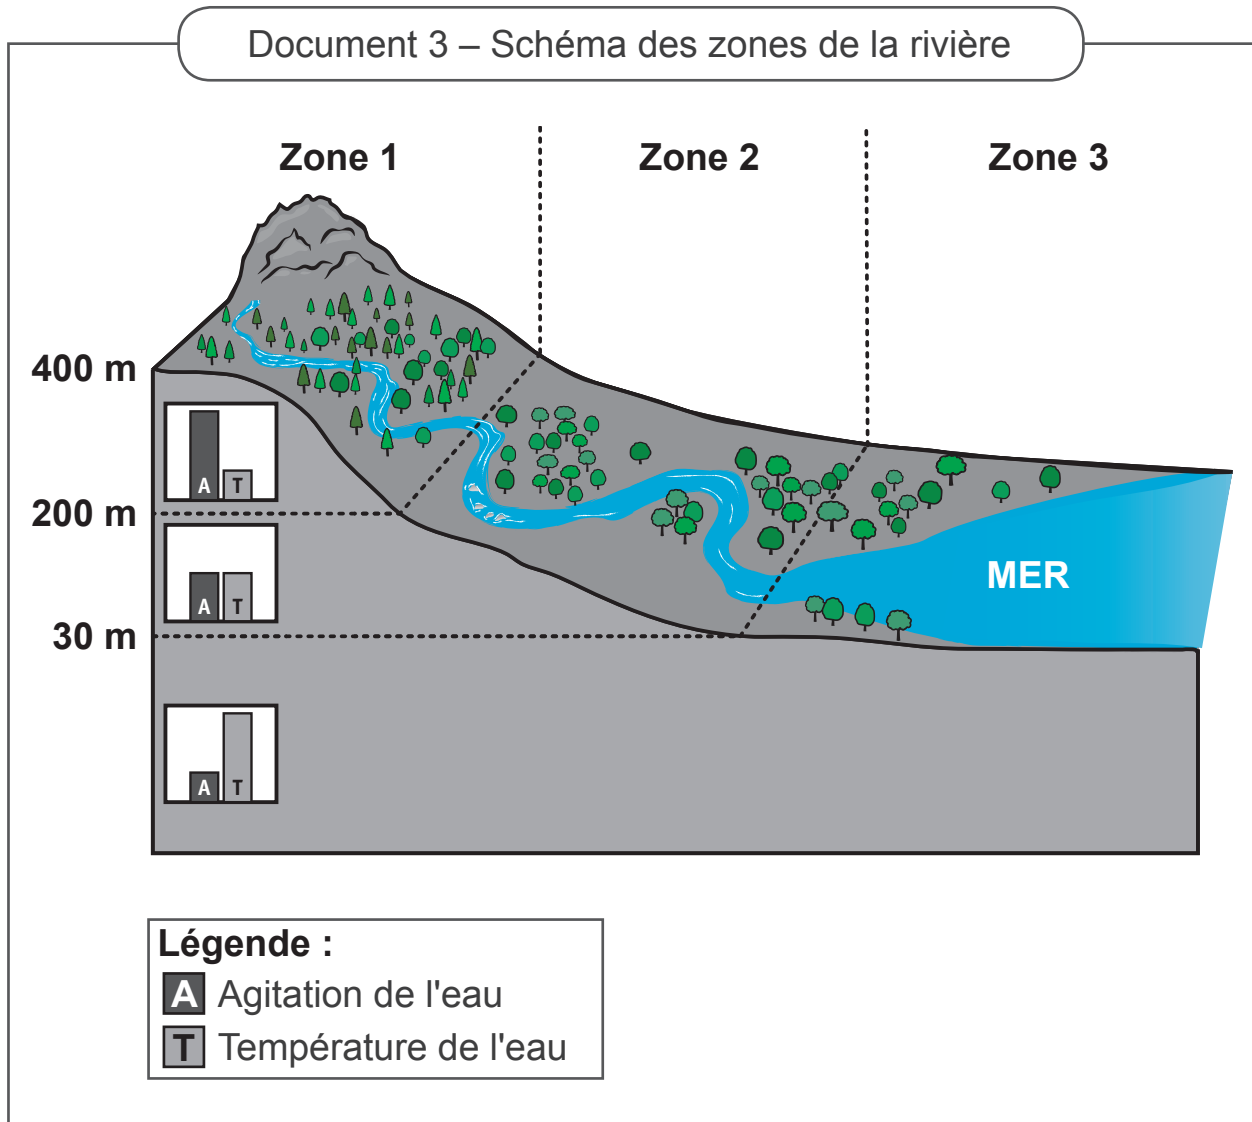 Document 3 – Schéma des zones de la rivière
Zone 1
Zone 2
Zone 3
400 m
A T
200 m
A T
30 m
MER
A T
Légende :
A Agitation de l'eau
T Température de l'eau